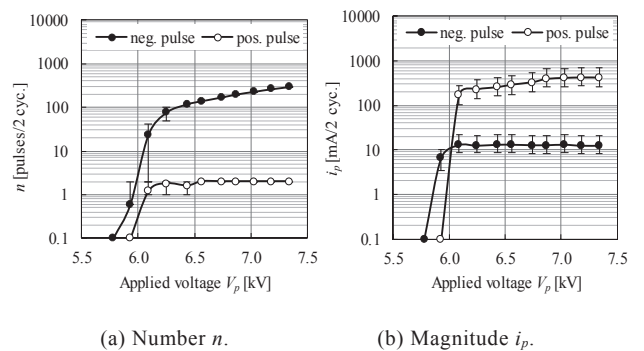 neg. pulse pos. pulse
10000
1000
100
10
1
0.1
n [pulses/2 cyc.]
5.5 6.0 6.5 7.0 7.5
Applied voltage Vp [kV]
(a) Number n.
neg. pulse pos. pulse
10000
1000
100
10
1
0.1
ip [mA/2 cyc.]
5.5 6.0 6.5 7.0 7.5
Applied voltage Vp [kV]
(b) Magnitude ip.